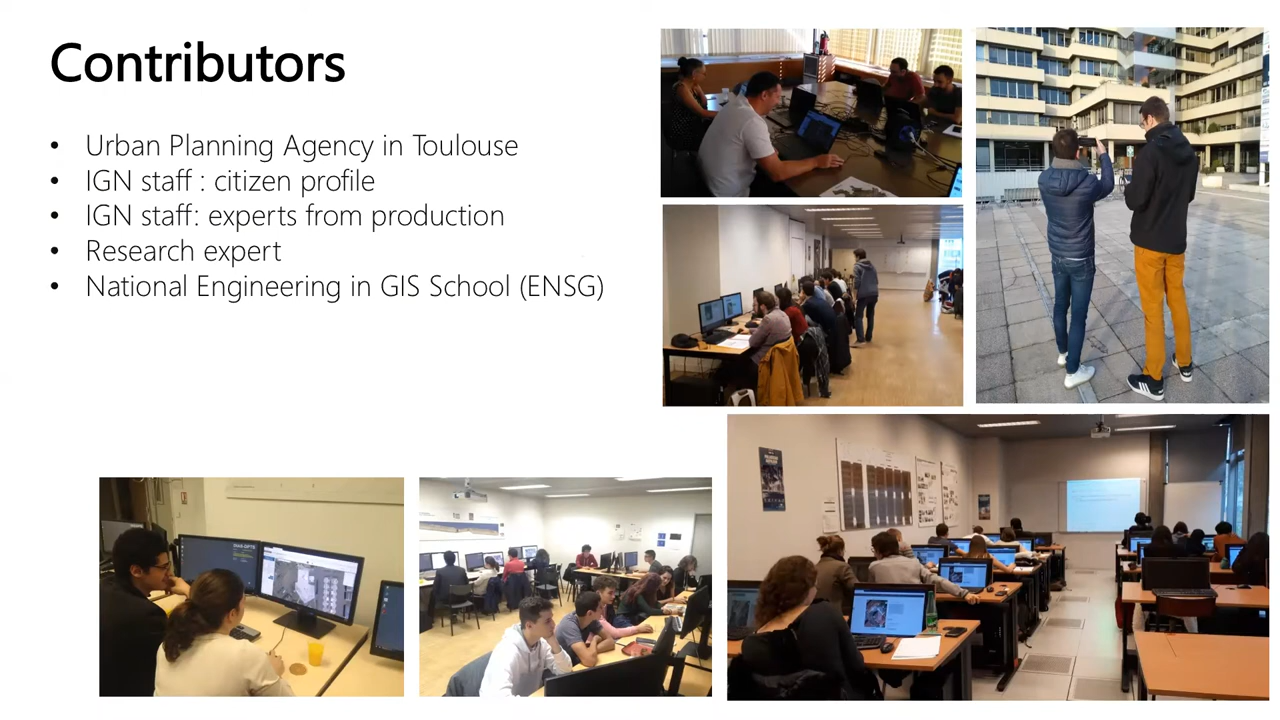 Contributors
• Urban Planning Agency in Toulouse
• IGN staff : citizen profile
• IGN staff: experts from production
• Research expert
• National Engineering in GIS School (ENSG)